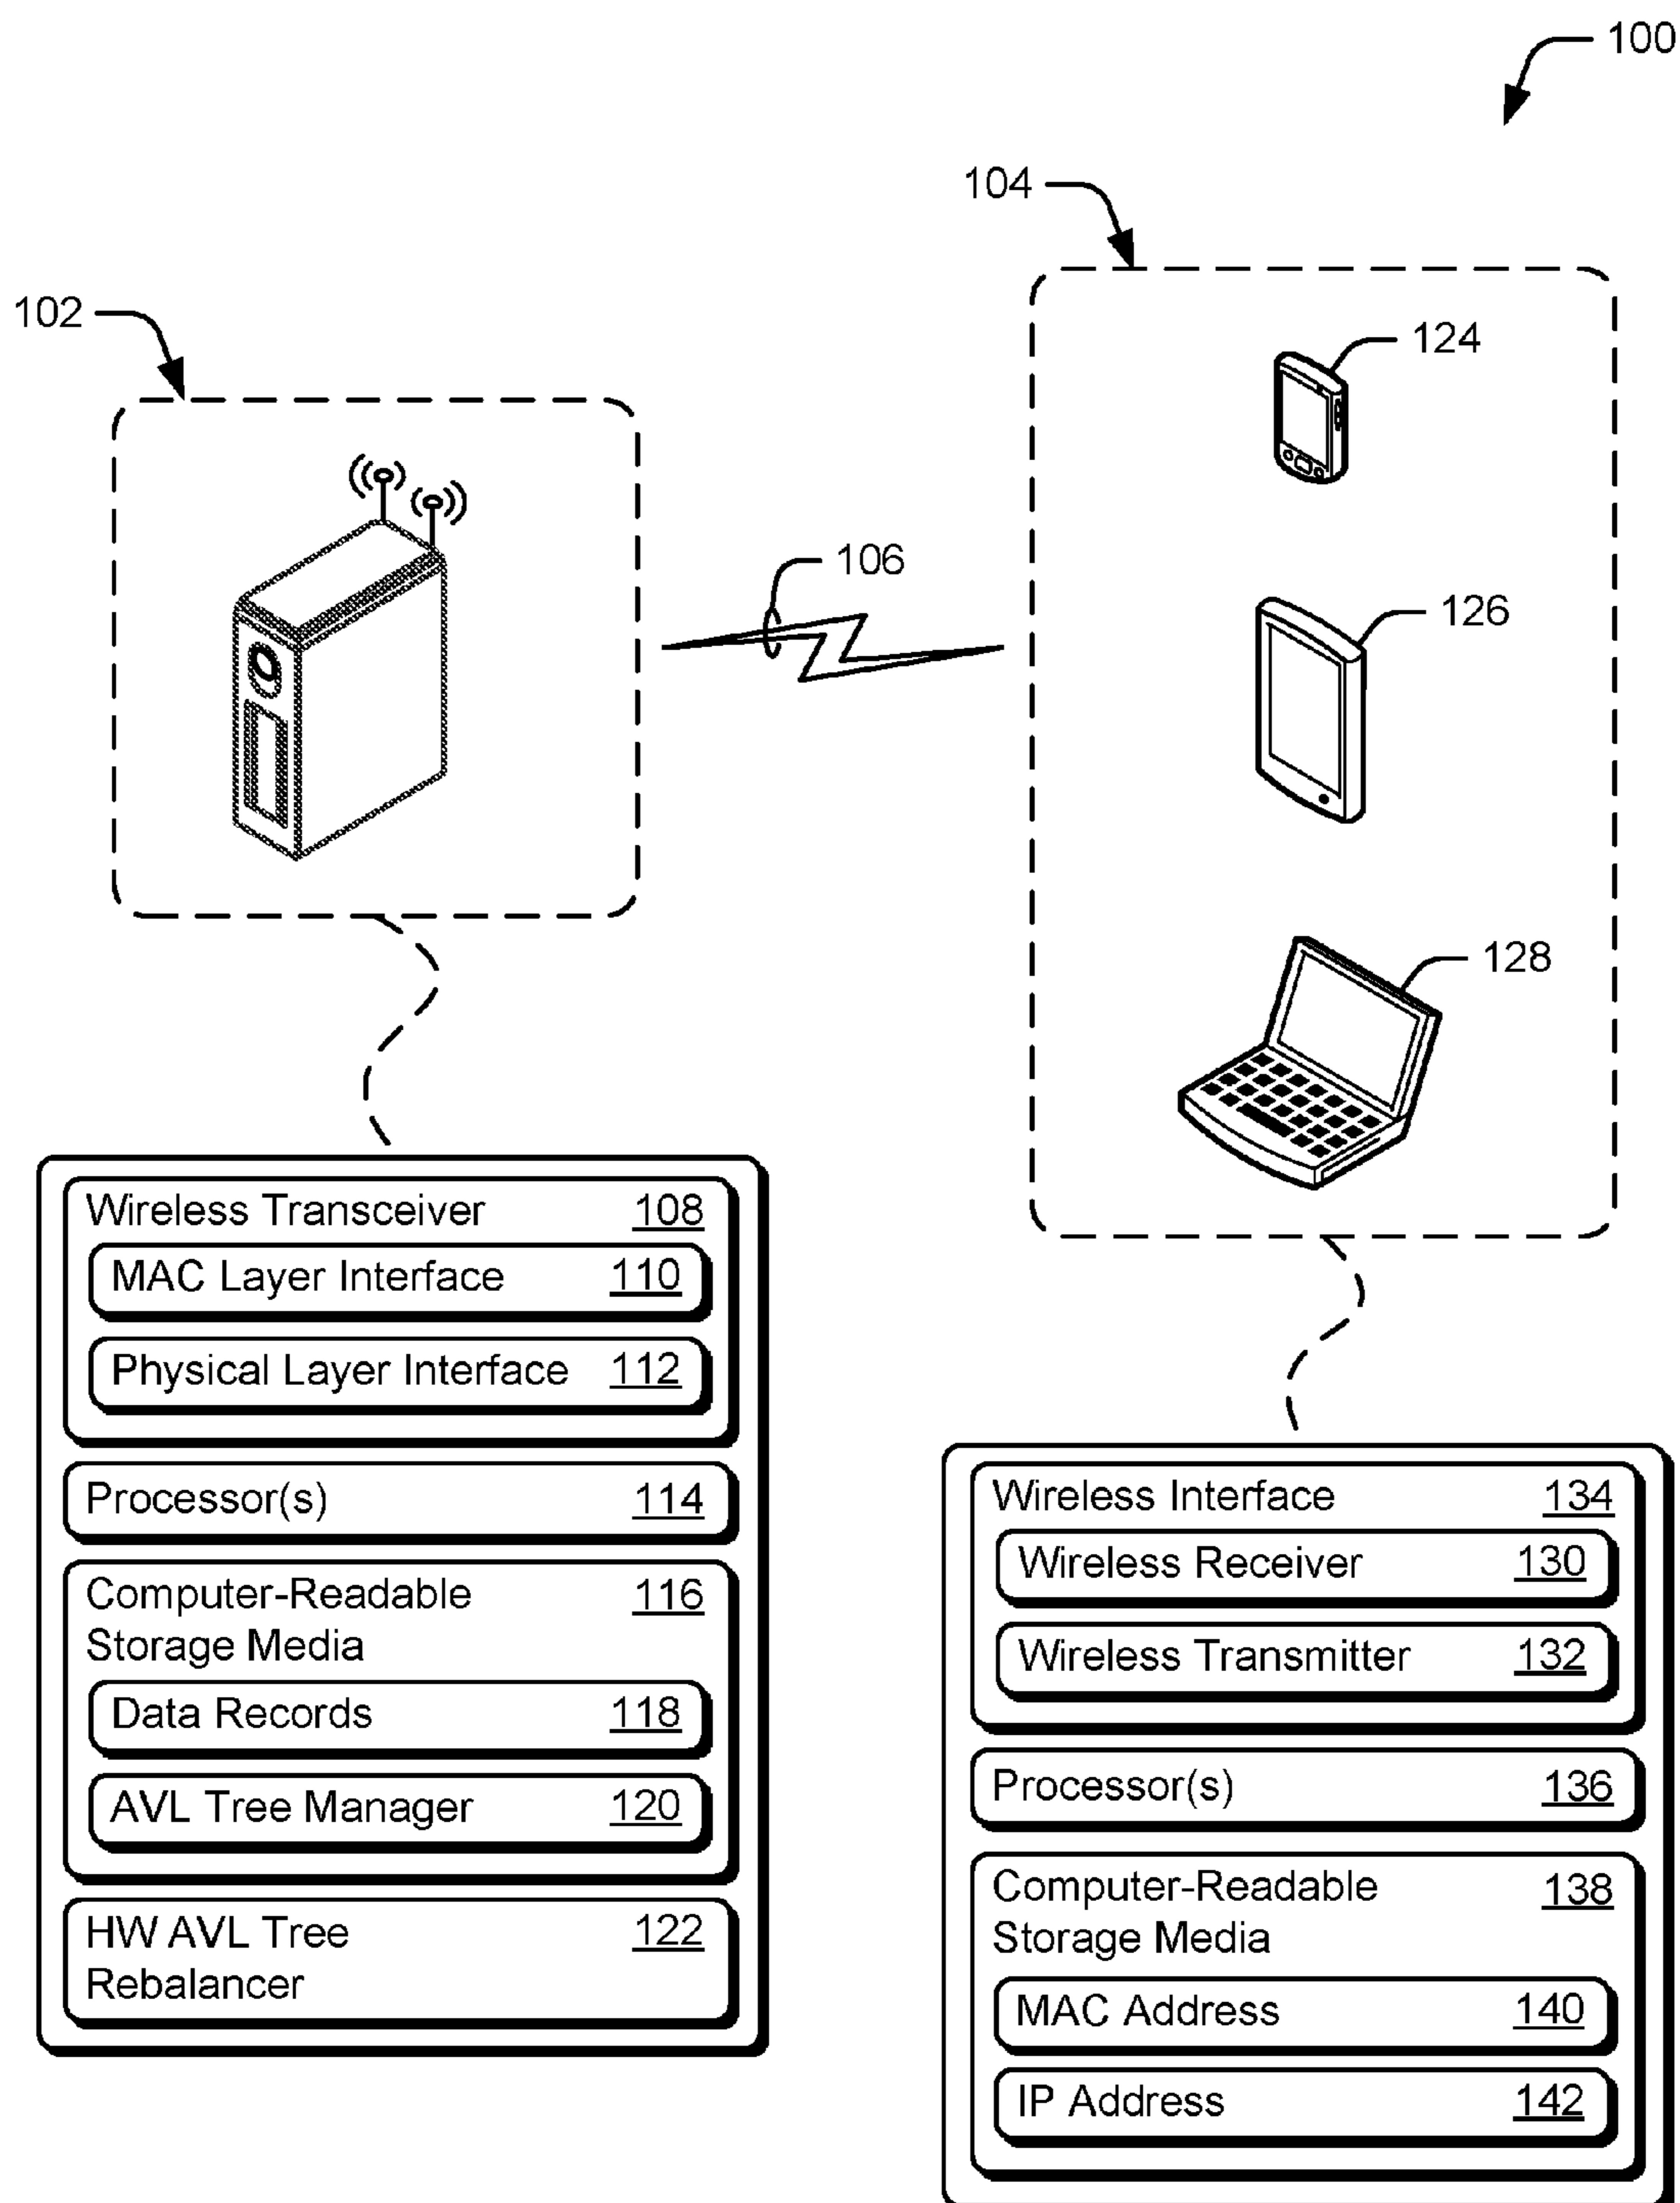 100
104
102
124
106
126
128
Wireless Transceiver 108
MAC Layer Interface 110
Physical Layer Interface 112
Processor(s) 114
Computer-Readable 116
Storage Media
Data Records 118
AVL Tree Manager 120
HW AVL Tree 122
Rebalancer
Wireless Interface 134
Wireless Receiver 130
Wireless Transmitter 132
Processor(s) 136
Computer-Readable 138
Storage Media
MAC Address 140
IP Address 142